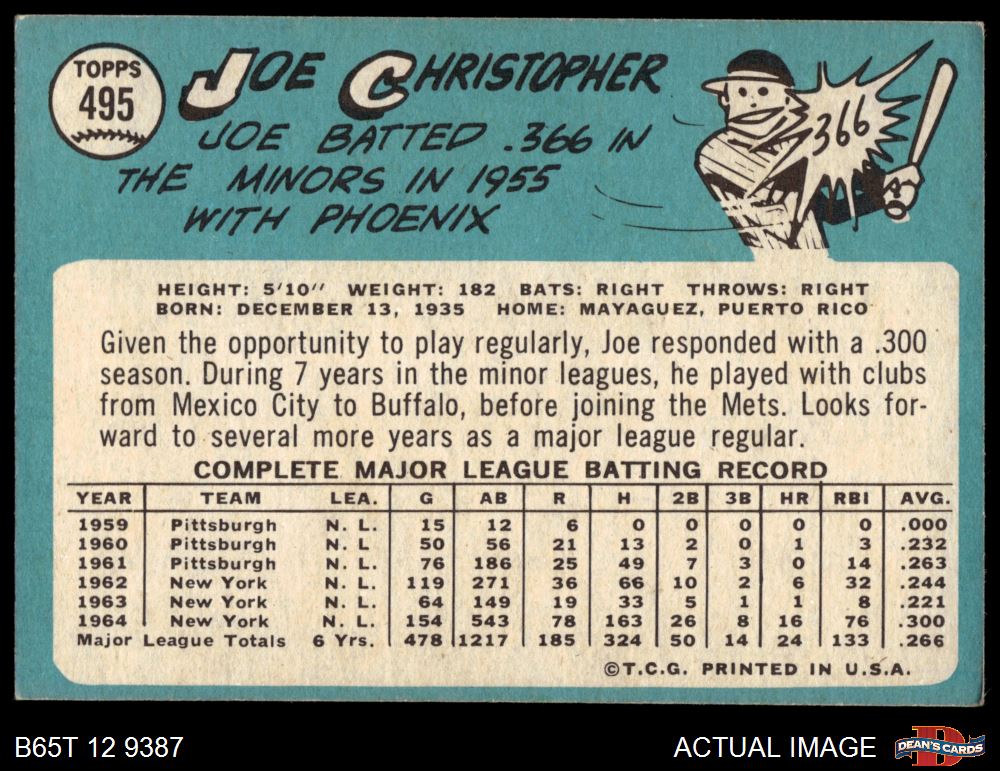 TOPPS
495
JOE CHRISTOPHER
JOE BATTED .366 IN
THE MINORS IN 1955
WITH PHOENIX
366
HEIGHT: 5'10" WEIGHT: 182 BATS: RIGHT THROWS: RIGHT
BORN: DECEMBER 13, 1935 HOME: MAYAGUEZ, PUERTO RICO
Given the opportunity to play regularly, Joe responded with a .300
season. During 7 years in the minor leagues, he played with clubs
from Mexico City to Buffalo, before joining the Mets. Looks for-
ward to several more years as a major league regular.
COMPLETE MAJOR LEAGUE BATTING RECORD
YEAR TEAM LEA. G AB R H 2B 3B HR RBI AVG.
1959 Pittsburgh N. L. 15 12 6 0 0 0 0 0 .000
1960 Pittsburgh N. L 50 56 21 13 2 0 1 3 .232
1961 Pittsburgh N. L. 76 186 25 49 7 3 0 14 .263
1962 New York N. L. 119 271 36 66 10 2 6 32 .244
1963 New York N. L. 64 149 19 33 5 1 1 8 .221
1964 New York N. L. 154 543 78 163 26 8 16 76 .300
Major League Totals 6 Yrs. 478 1217 185 324 50 14 24 133 .266
©T.C.G. PRINTED IN U.S.A.
B65T 12 9387
ACTUAL IMAGE
DEAN'S CARDS